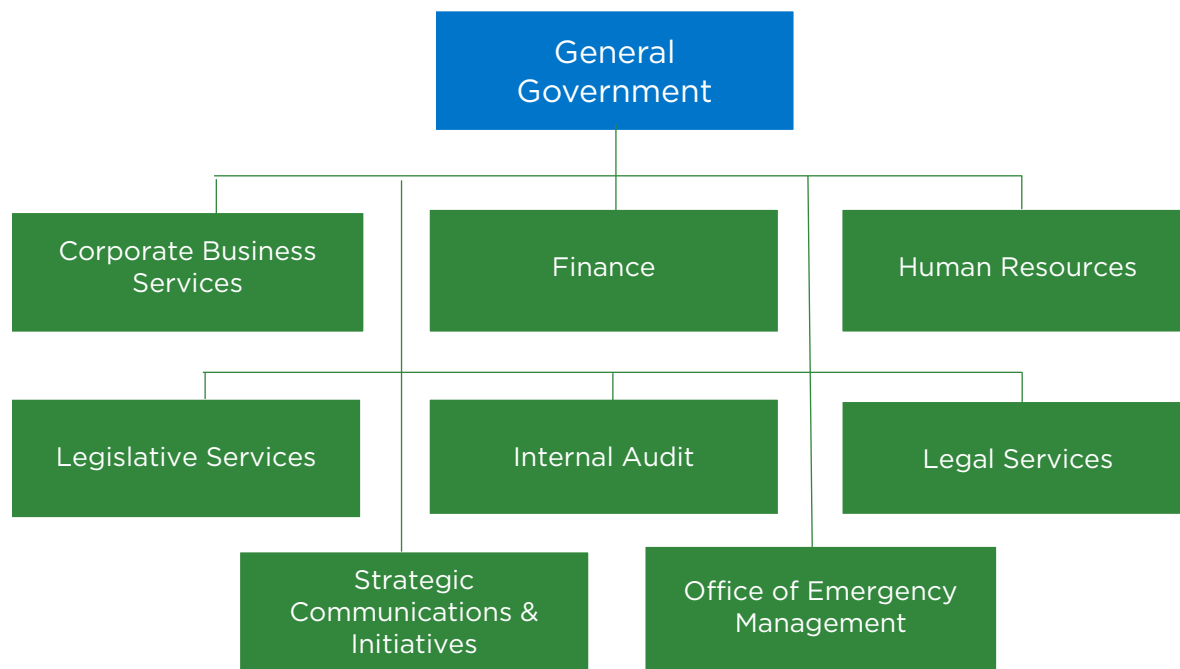 General
Government
Corporate Business
Services
Finance
Human Resources
Legislative Services
Internal Audit
Legal Services
Strategic
Communications &
Initiatives
Office of Emergency
Management